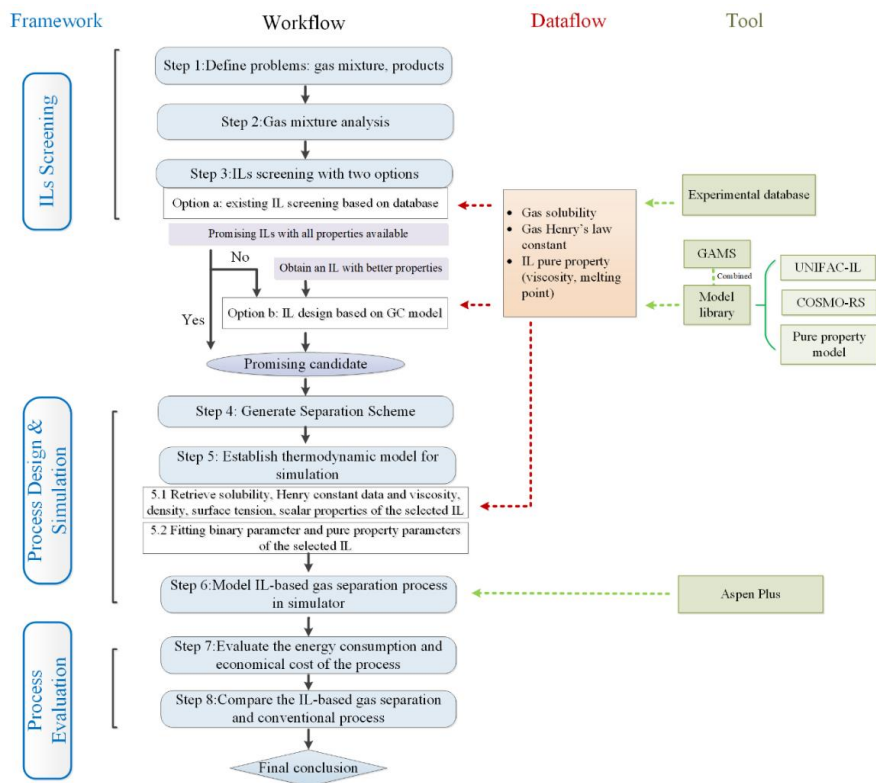 Framework
Workflow
Dataflow
Tool
ILs Screening
Step 1:Define problems: gas mixture, products
Step 2:Gas mixture analysis
Step 3:ILs screening with two options
Option a: existing IL screening based on database
Promising ILs with all properties available
No
Obtain an IL with better properties
Yes
Option b: IL design based on GC model
Promising candidate
• Gas solubility
• Gas Henry's law
constant
• IL pure property
(viscosity, melting
point)
Experimental database
GAMS
Combined
Model
library
UNIFAC-IL
COSMO-RS
Pure property
model
Process Design &
Simulation
Step 4: Generate Separation Scheme
Step 5: Establish thermodynamic model for
simulation
5.1 Retrieve solubility, Henry constant data and viscosity,
density, surface tension, scalar properties of the selected IL
5.2 Fitting binary parameter and pure property parameters
of the selected IL
Step 6:Model IL-based gas separation process
in simulator
Aspen Plus
Process
Evaluation
Step 7:Evaluate the energy consumption and
economical cost of the process
Step 8:Compare the IL-based gas separation
and conventional process
Final conclusion